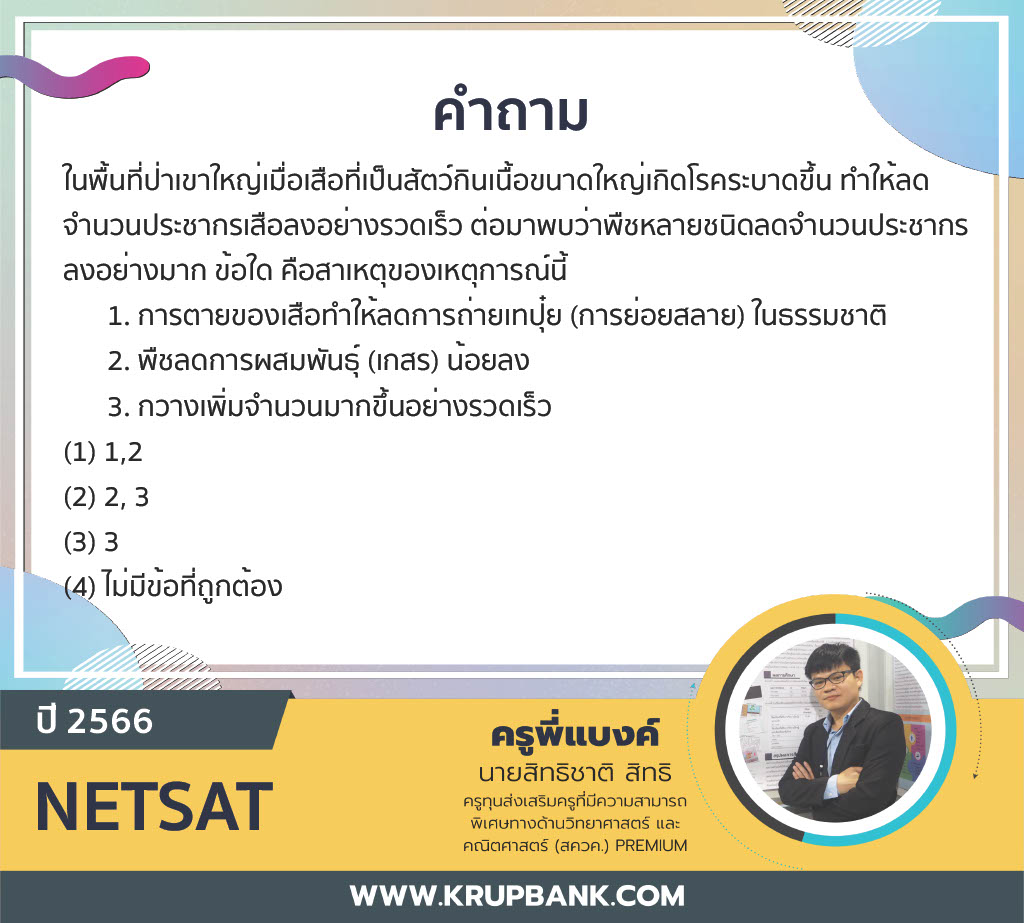 คำถาม
ในพื้นที่ป่าเขาใหญ่เมื่อเสือที่เป็นสัตว์กินเนื้อขนาดใหญ่เกิดโรคระบาดขึ้น ทำให้ลด
จำนวนประชากรเสือลงอย่างรวดเร็ว ต่อมาพบว่าพืชหลายชนิดลดจำนวนประชากร
ลงอย่างมาก ข้อใด คือสาเหตุของเหตุการณ์นี้
1. การตายของเสือทำให้ลดการถ่ายเทปุ๋ย (การย่อยสลาย) ในธรรมชาติ
2. พืชลดการผสมพันธุ์ (เกสร) น้อยลง
3. กวางเพิ่มจำนวนมากขึ้นอย่างรวดเร็ว
(1) 1,2
(2) 2, 3
(3) 3
(4) ไม่มีข้อที่ถูกต้อง
ปี 2566
NETSAT
ครูพี่แบงค์
นายสิทธิชาติ สิทธิ
ครูทุนส่งเสริมครูที่มีความสามารถ
พิเศษทางด้านวิทยาศาสตร์ และ
คณิตศาสตร์ (สควค.) PREMIUM
WWW.KRUPBANK.COM